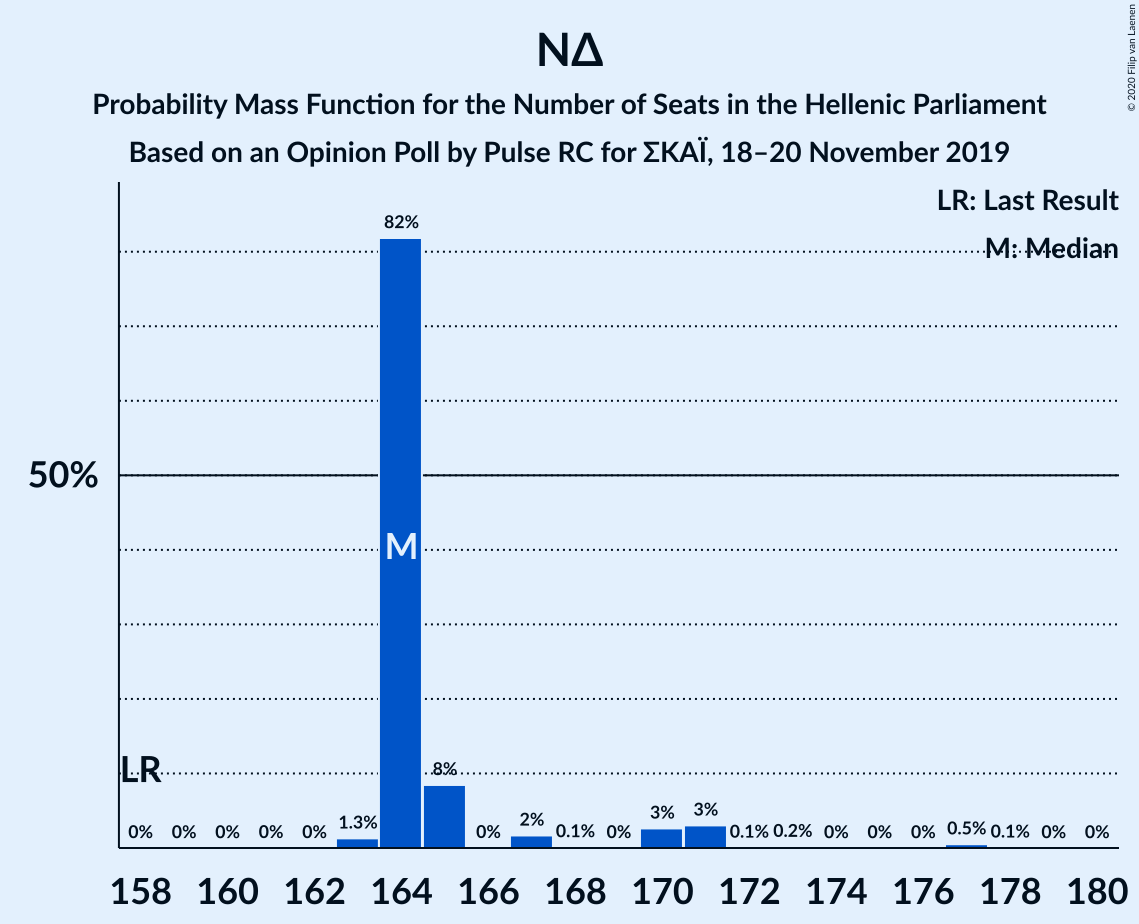 © 2020 Filip van Laenen
ΝΔ
Probability Mass Function for the Number of Seats in the Hellenic Parliament
Based on an Opinion Poll by Pulse RC for ΣΚΑΪ, 18–20 November 2019
LR: Last Result
M: Median
82%
50%
M
LR
8%
0% 0% 0% 0% 0% 1.3% 0% 2% 0.1% 0% 3% 3% 0.1% 0.2% 0% 0% 0% 0.5% 0.1% 0% 0%
158 160 162 164 166 168 170 172 174 176 178 180